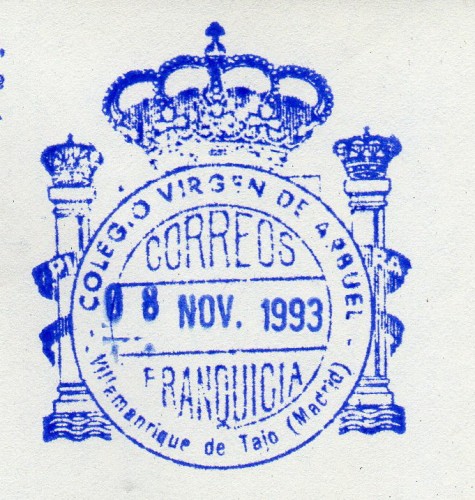 COLEGIO VIRGEN DE ARBUEL
CORREOS
08 NOV. 1993
FRANQUICIA
- Villamanrique de Tajo (Madrid) -